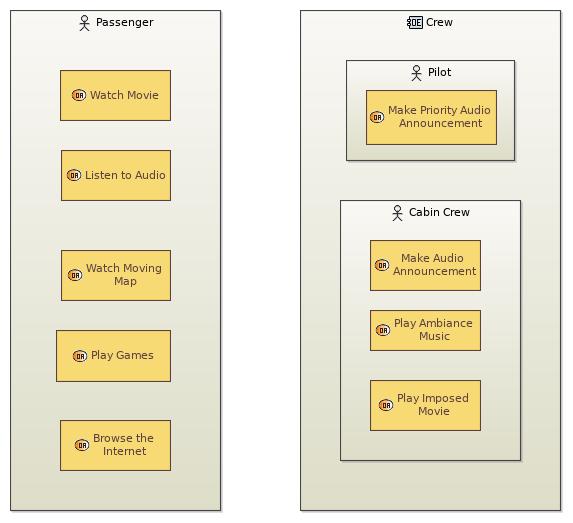 Passenger
OA Watch Movie
OA Listen to Audio
OA Watch Moving
Map
OA Play Games
OA Browse the
Internet
OE Crew
Pilot
OA Make Priority Audio
Announcement
Cabin Crew
OA Make Audio
Announcement
OA Play Ambiance
Music
OA Play Imposed
Movie